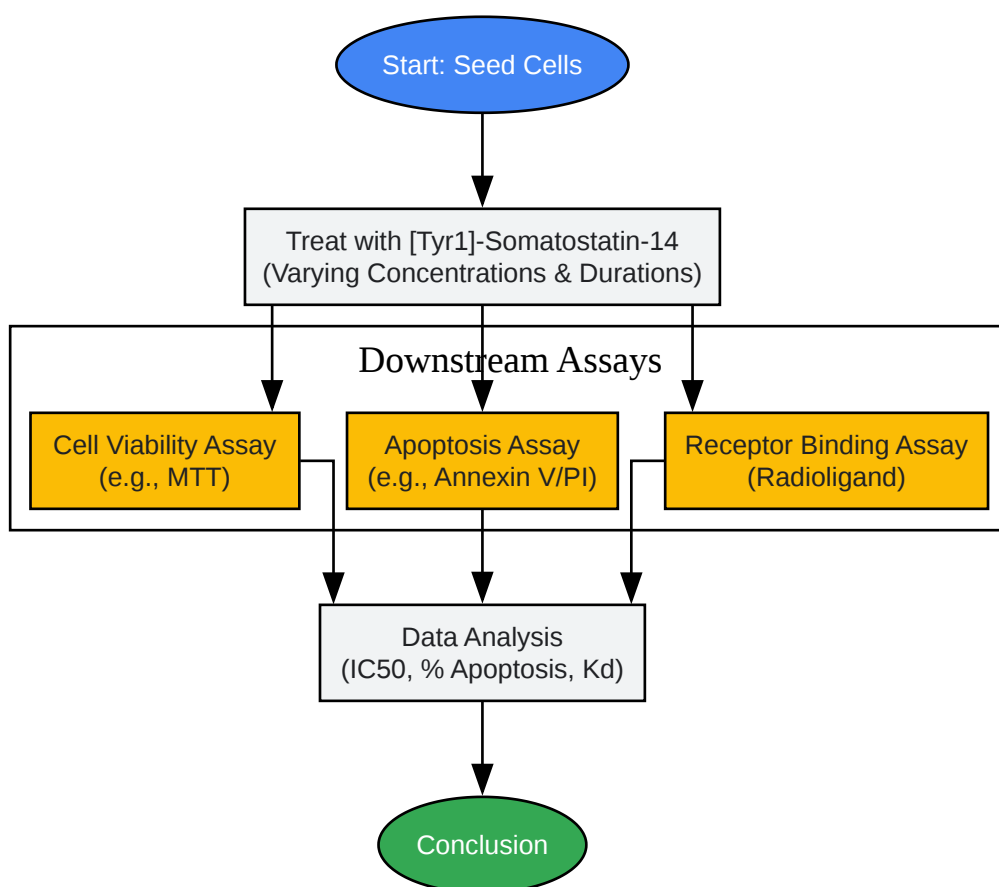 Start: Seed Cells
Treat with [Tyr1]-Somatostatin-14
(Varying Concentrations & Durations)
Downstream Assays
Cell Viability Assay
(e.g., MTT)
Apoptosis Assay
(e.g., Annexin V/PI)
Receptor Binding Assay
(Radioligand)
Data Analysis
(IC50, % Apoptosis, Kd)
Conclusion